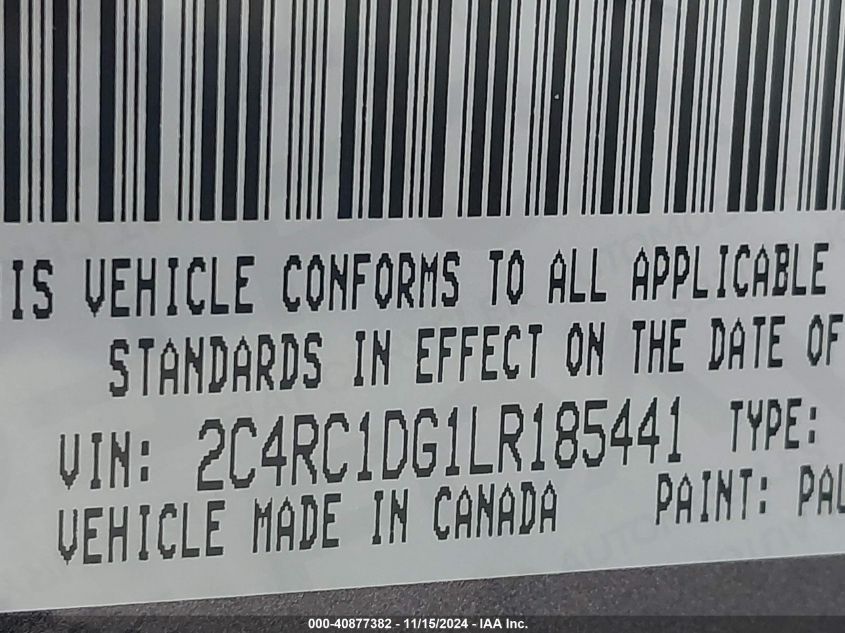 IS VEHICLE CONFORMS TO ALL APPLICABLE
STANDARDS IN EFFECT ON THE DATE OF
VIN: 2C4RC1DG1LR185441 TYPE:
VEHICLE MADE IN CANADA PAINT: PAU
000-40877382 - 11/15/2024 - IAA Inc.